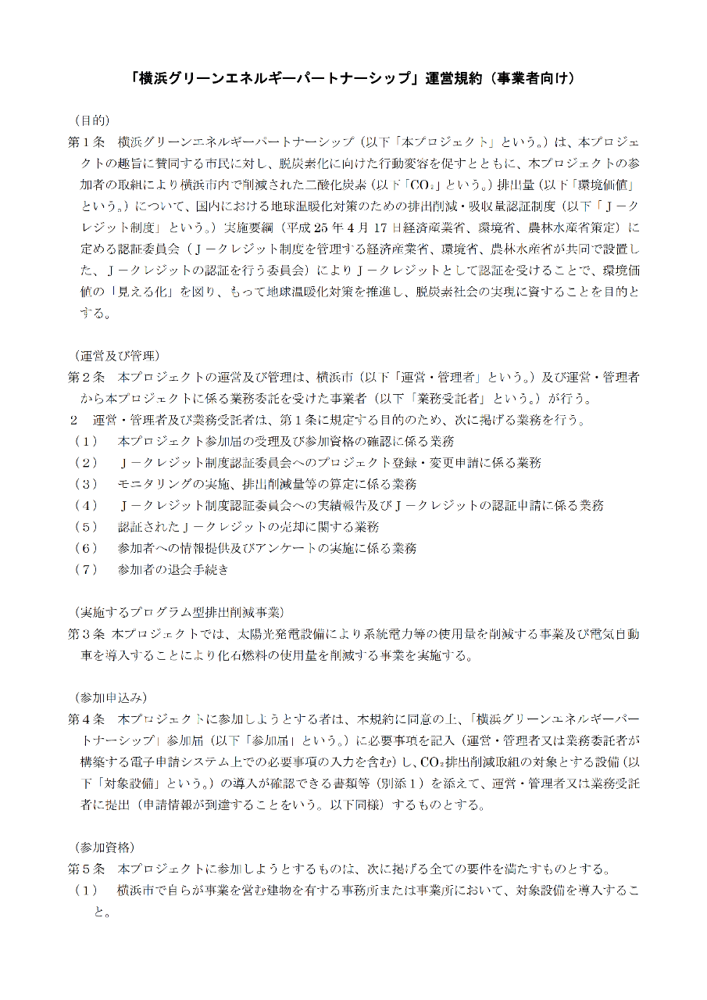 「横浜グリーンエネルギーパートナーシップ」運営規約（事業者向け）
（目的）
第１条　横浜グリーンエネルギーパートナーシップ（以下「本プロジェクト」という。）は、本プロジェ
クトの趣旨に賛同する市民に対し、脱炭素化に向けた行動変容を促すとともに、本プロジェクトの参
加者の取組により横浜市内で削減された二酸化炭素（以下「CO₂」という。）排出量（以下「環境価値」
という。）について、国内における地球温暖化対策のための排出削減・吸収量認証制度（以下「Ｊ－ク
レジット制度」という。）実施要綱（平成 25 年 4 月 17 日経済産業省、環境省、農林水産省策定）に
定める認証委員会（Ｊ－クレジット制度を管理する経済産業省、環境省、農林水産省が共同で設置し
た、Ｊ－クレジットの認証を行う委員会）によりＪ－クレジットとして認証を受けることで、環境価
値の「見える化」を図り、もって地球温暖化対策を推進し、脱炭素社会の実現に資することを目的と
する。
（運営及び管理）
第２条　本プロジェクトの運営及び管理は、横浜市（以下「運営・管理者」という。）及び運営・管理者
から本プロジェクトに係る業務委託を受けた事業者（以下「業務受託者」という。）が行う。
２　運営・管理者及び業務受託者は、第１条に規定する目的のため、次に掲げる業務を行う。
（１）　本プロジェクト参加届の受理及び参加資格の確認に係る業務
（２）　Ｊ－クレジット制度認証委員会へのプロジェクト登録・変更申請に係る業務
（３）　モニタリングの実施、排出削減量等の算定に係る業務
（４）　Ｊ－クレジット制度認証委員会への実績報告及びＪ－クレジットの認証申請に係る業務
（５）　認証されたＪ－クレジットの売却に関する業務
（６）　参加者への情報提供及びアンケートの実施に係る業務
（７）　参加者の退会手続き
（実施するプログラム型排出削減事業）
第３条 本プロジェクトでは、太陽光発電設備により系統電力等の使用量を削減する事業及び電気自動
車を導入することにより化石燃料の使用量を削減する事業を実施する。
（参加申込み）
第４条　本プロジェクトに参加しようとする者は、本規約に同意の上、「横浜グリーンエネルギーパー
トナーシップ」参加届（以下「参加届」という。）に必要事項を記入（運営・管理者又は業務委託者が
構築する電子申請システム上での必要事項の入力を含む）し、CO₂排出削減取組の対象とする設備（以
下「対象設備」という。）の導入が確認できる書類等（別添１）を添えて、運営・管理者又は業務受託
者に提出（申請情報が到達することをいう。以下同様）するものとする。
（参加資格）
第５条　本プロジェクトに参加しようとするものは、次に掲げる全ての要件を満たすものとする。
（１）　横浜市で自らが事業を営む建物を有する事務所または事業所において、対象設備を導入するこ
と。